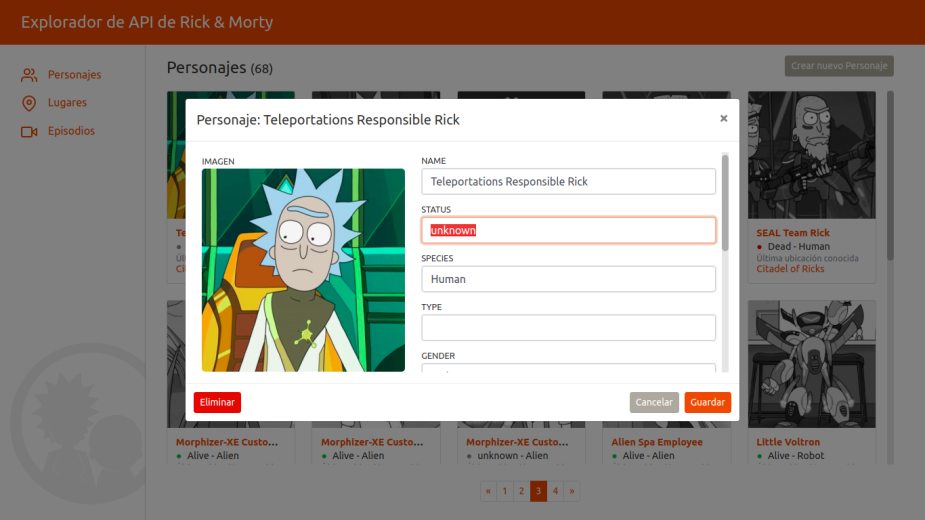 Explorador de API de Rick & Morty
Personajes
Lugares
Episodios
Personajes (68)
Crear nuevo Personaje
Personaje: Teleportations Responsible Rick
×
IMAGEN
NAME
Teleportations Responsible Rick
STATUS
unknown
SPECIES
Human
TYPE
GENDER
Eliminar
Cancelar
Guardar
SEAL Team Rick
Dead - Human
Última ubicación conocida
Citadel of Ricks
Morphizer-XE Custo...
Alive - Alien
Morphizer-XE Custo...
Alive - Alien
Morphizer-XE Custo...
unknown - Alien
Alien Spa Employee
Alive - Alien
Little Voltron
Alive - Robot
« 1 2 3 4 »